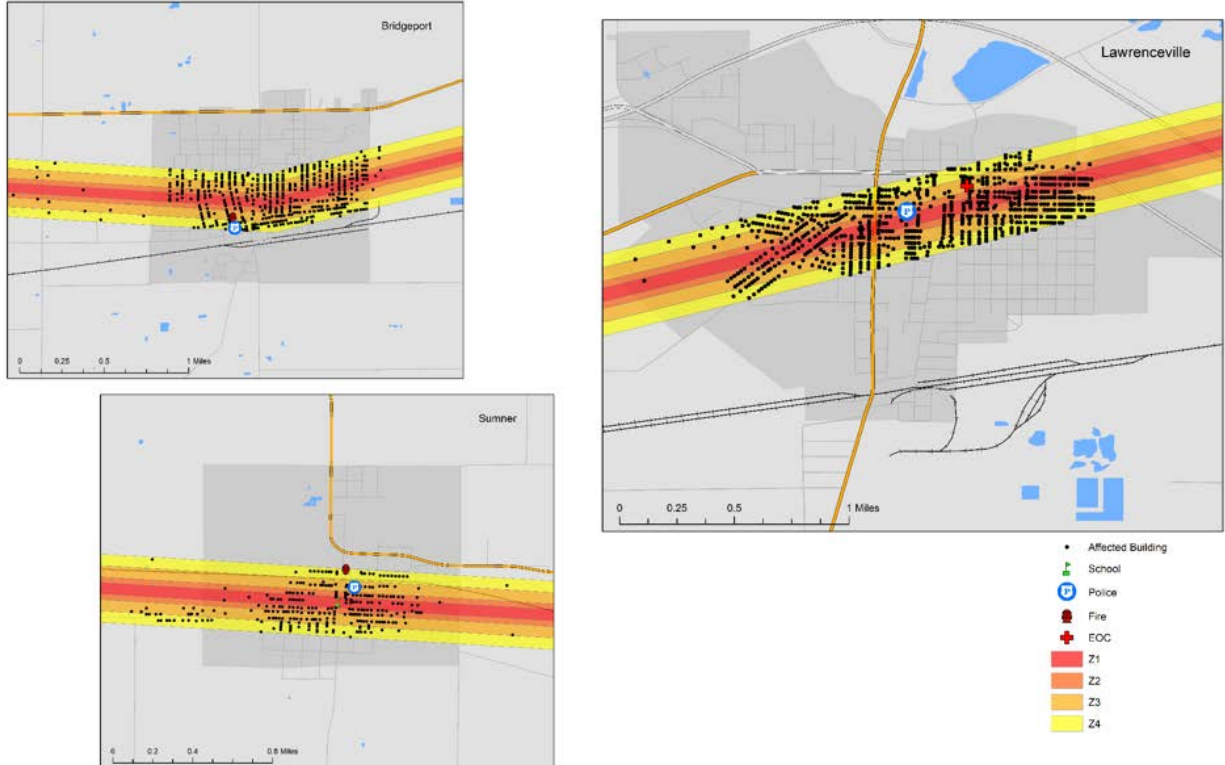 Bridgeport
0 0.25 0.5 1 Miles
Lawrenceville
0 0.25 0.5 1 Miles
Sumner
0 0.2 0.4 0.8 Miles
Affected Building
School
P Police
Fire
EOC
Z1
Z2
Z3
Z4